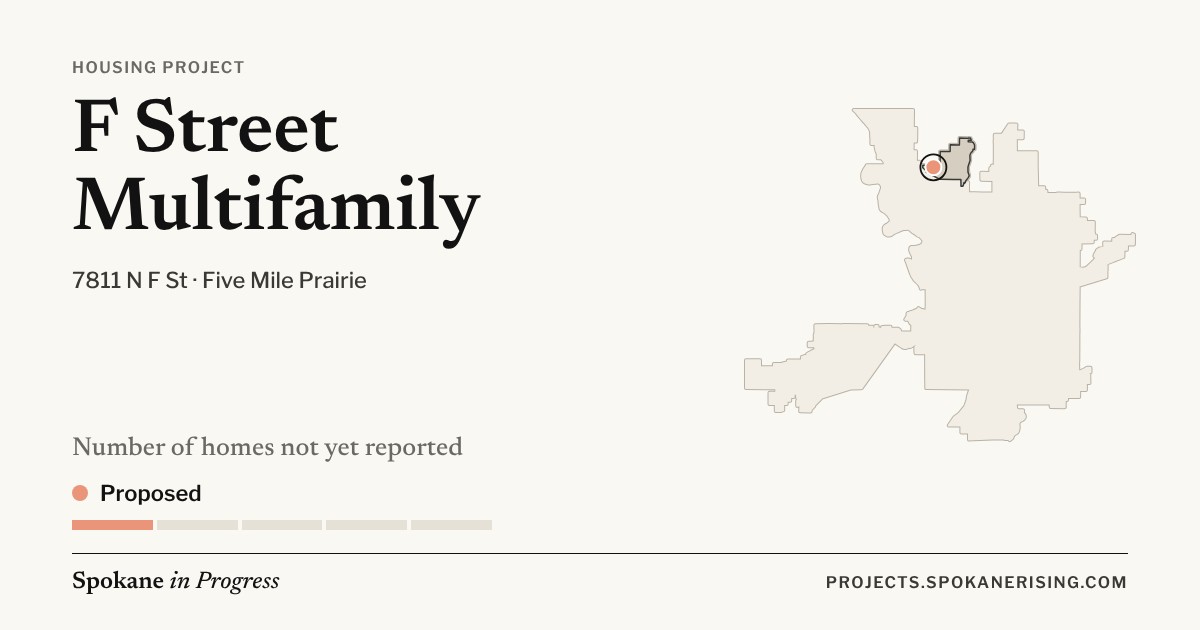 HOUSING PROJECT
F Street
Multifamily
7811 N F St · Five Mile Prairie
Number of homes not yet reported
Proposed
Spokane in Progress
PROJECTS.SPOKANERISING.COM